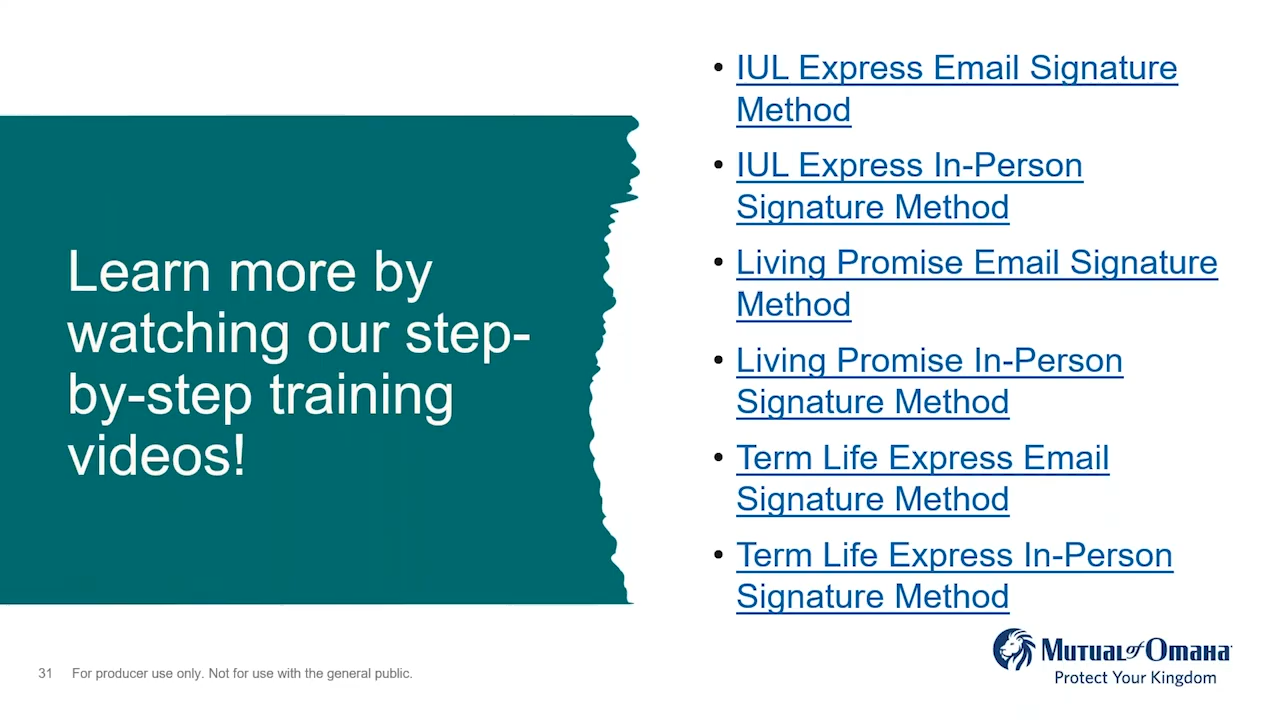 Learn more by
watching our step-
by-step training
videos!
• IUL Express Email Signature
Method
• IUL Express In-Person
Signature Method
• Living Promise Email Signature
Method
• Living Promise In-Person
Signature Method
• Term Life Express Email
Signature Method
• Term Life Express In-Person
Signature Method
31 For producer use only. Not for use with the general public.
Mutual of Omaha
Protect Your Kingdom